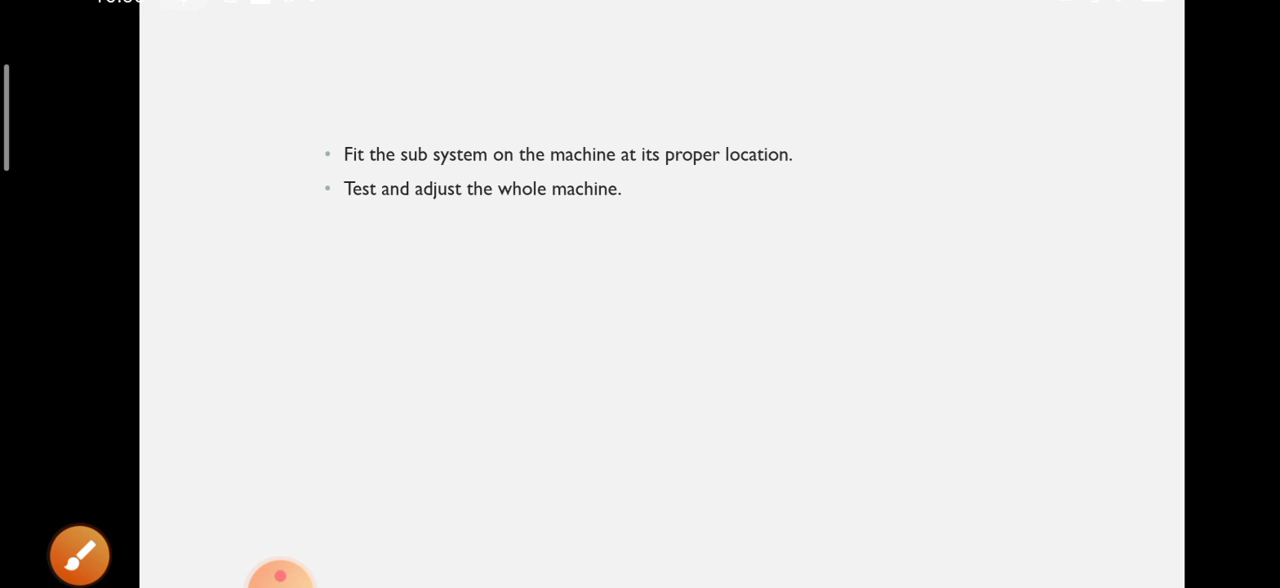 Fit the sub system on the machine at its proper location.
Test and adjust the whole machine.